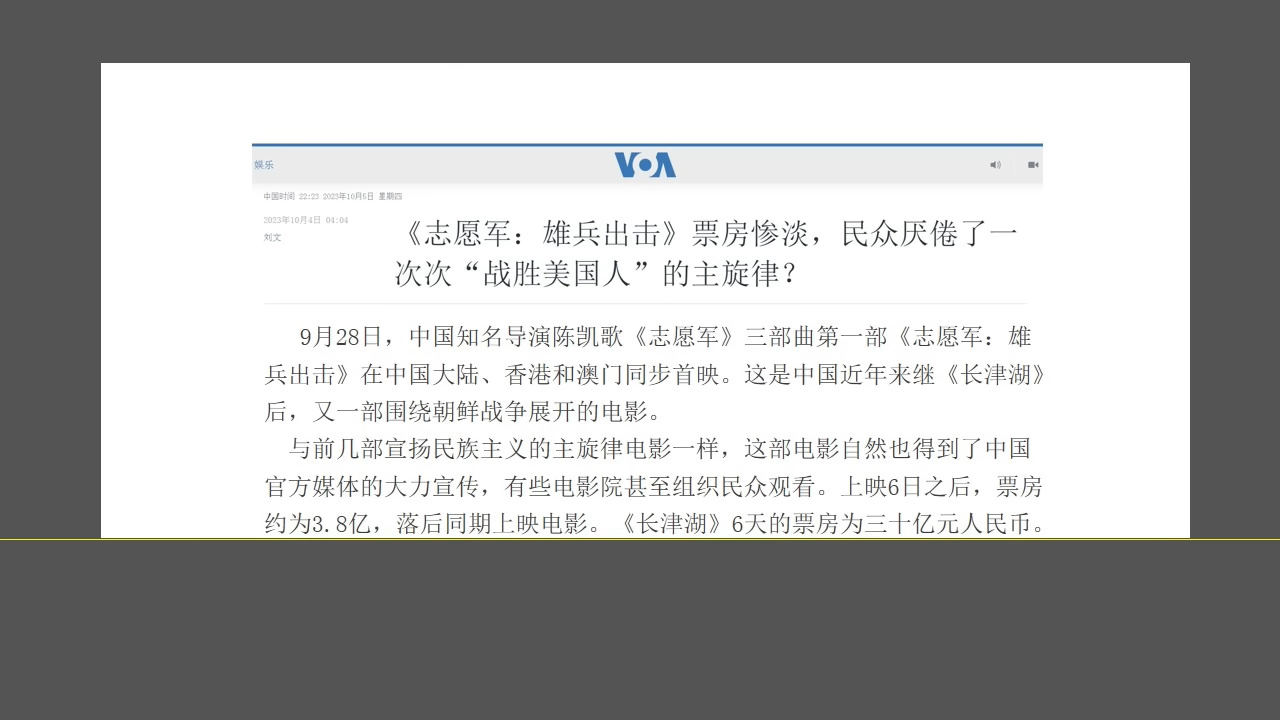 娱乐
VOA
中国时间 22:23 2023年10月5日 星期四
2023年10月4日 04:04
刘文
《志愿军：雄兵出击》票房惨淡，民众厌倦了一
次次“战胜美国人”的主旋律？
9月28日，中国知名导演陈凯歌《志愿军》三部曲第一部《志愿军：雄
兵出击》在中国大陆、香港和澳门同步首映。这是中国近年来继《长津湖》
后，又一部围绕朝鲜战争展开的电影。
与前几部宣扬民族主义的主旋律电影一样，这部电影自然也得到了中国
官方媒体的大力宣传，有些电影院甚至组织民众观看。上映6日之后，票房
约为3.8亿，落后同期上映电影。《长津湖》6天的票房为三十亿元人民币。